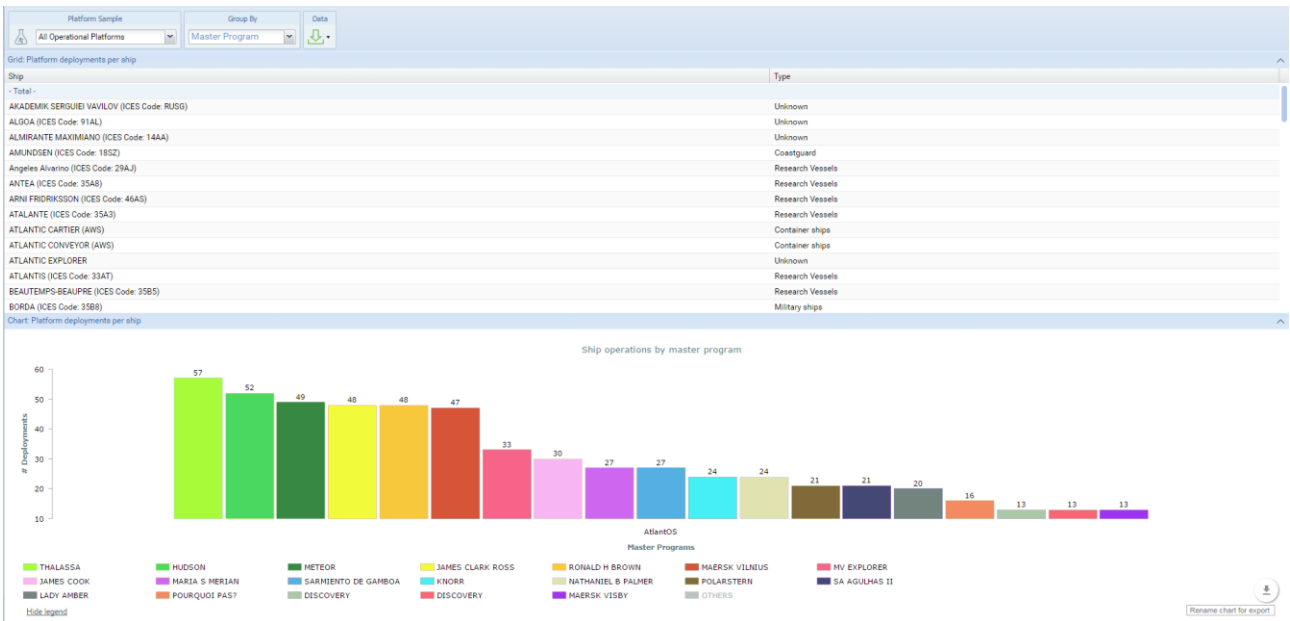 Platform Sample Group By Data
All Operational Platforms Master Program
Grid: Platform deployments per ship
Ship Type
- Total -
AKADEMIK SERGUIEI VAVILOV (ICES Code: RUSG) Unknown
ALGOA (ICES Code: 91AL) Unknown
ALMIRANTE MAXIMIANO (ICES Code: 14AA) Unknown
AMUNDSEN (ICES Code: 18SZ) Coastguard
Angeles Alvarino (ICES Code: 29AJ) Research Vessels
ANTEA (ICES Code: 35A8) Research Vessels
ARNI FRIDRIKSSON (ICES Code: 46AS) Research Vessels
ATALANTE (ICES Code: 35A3) Research Vessels
ATLANTIC CARTIER (AWS) Container ships
ATLANTIC CONVEYOR (AWS) Container ships
ATLANTIC EXPLORER Unknown
ATLANTIS (ICES Code: 33AT) Research Vessels
BEAUTEMPS-BEAUPRE (ICES Code: 35B5) Research Vessels
BORDA (ICES Code: 35B8) Military ships
Chart: Platform deployments per ship
Ship operations by master program
# Deployments
60
50
40
30
20
10
57 52 49 48 48 47 33 30 27 27 24 24 21 21 20 16 13 13 13
AtlantOS
Master Programs
THALASSA HUDSON METEOR JAMES CLARK ROSS RONALD H BROWN MAERSK VILNIUS MV EXPLORER
JAMES COOK MARIA S MERIAN SARMIENTO DE GAMBOA KNORR NATHANIEL B PALMER POLARSTERN SA AGULHAS II
LADY AMBER POURQUOI PAS? DISCOVERY DISCOVERY MAERSK VISBY OTHERS
Hide legend
Rename chart for export